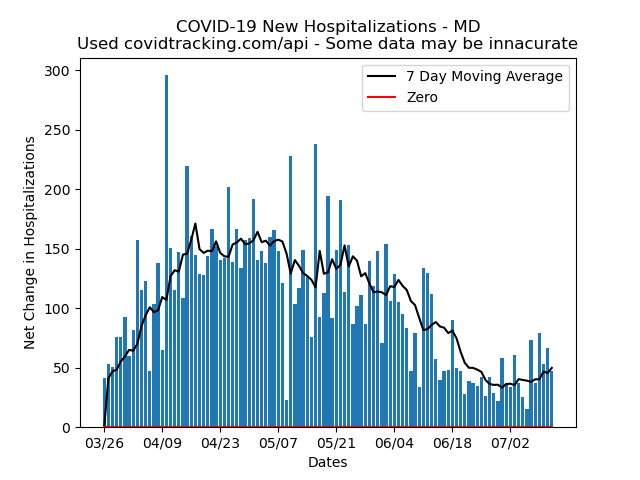 COVID-19 New Hospitalizations - MD
Used covidtracking.com/api - Some data may be innacurate
7 Day Moving Average
Zero
Net Change in Hospitalizations
300
250
200
150
100
50
0
03/26 04/09 04/23 05/07 05/21 06/04 06/18 07/02
Dates